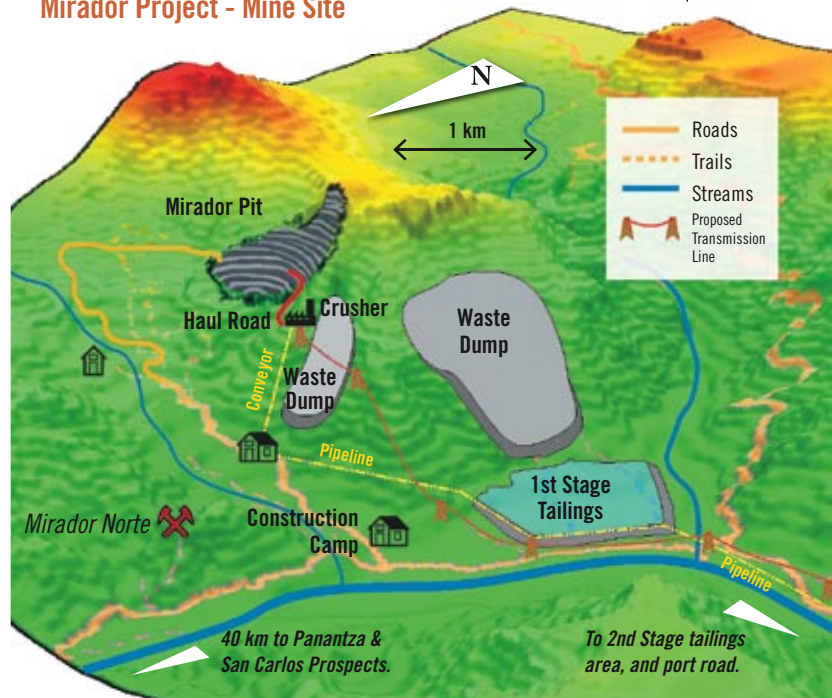 Mirador Project - Mine Site
N
1 km
Roads
Trails
Streams
Proposed
Transmission
Line
Mirador Pit
Haul Road
Crusher
Waste
Dump
Conveyor
Waste
Dump
Pipeline
1st Stage
Tailings
Mirador Norte
Construction
Camp
Pipeline
40 km to Panantza &
San Carlos Prospects.
To 2nd Stage tailings
area, and port road.